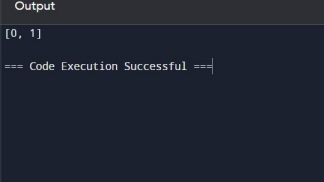 Output
[0, 1]
=== Code Execution Successful ===